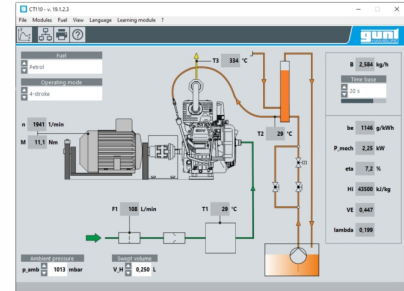 CT110 - v. 19.1.2.3
File Modules Fuel View Language Learning module ?
gunt
Fuel
Petrol
Operating mode
4-stroke
n 1941 1/min
M 11,1 Nm
T3 334 °C
T2 29 °C
F1 108 L/min
T1 29 °C
Ambient pressure
p_amb 1013 mbar
Swept volume
V_H 0,250 L
B 2,584 kg/h
Time base
20 s
be 1146 g/kWh
P_mech 2,25 kW
eta 7,2 %
Hi 43500 kJ/kg
VE 0,447
lambda 0,199